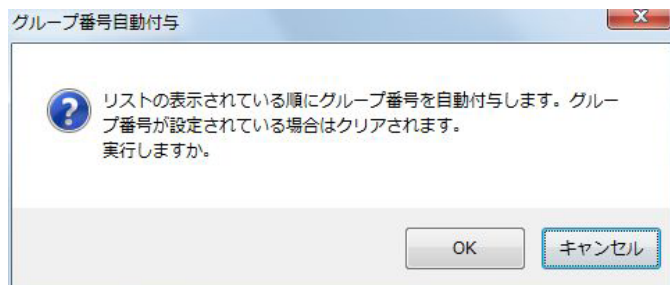 グループ番号自動付与
リストの表示されている順にグループ番号を自動付与します。グルー
プ番号が設定されている場合はクリアされます。
実行しますか。
OK
キャンセル